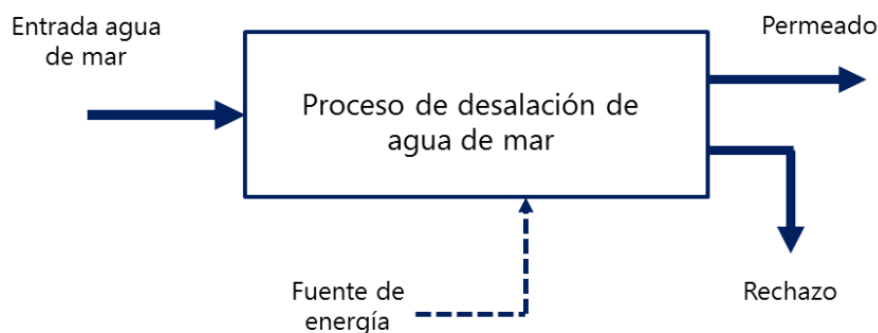 Entrada agua
de mar
Permeado
Proceso de desalación de
agua de mar
Fuente de
energía
Rechazo